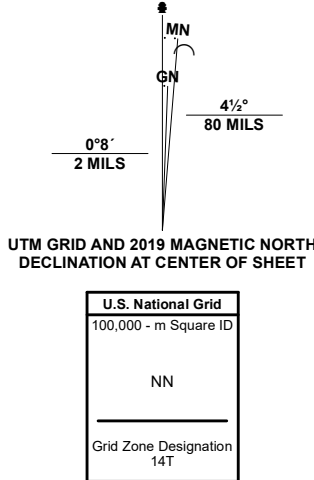 MN
GN
4½°
80 MILS
0°8´
2 MILS
UTM GRID AND 2019 MAGNETIC NORTH
DECLINATION AT CENTER OF SHEET
U.S. National Grid
100,000 - m Square ID
NN
Grid Zone Designation
14T